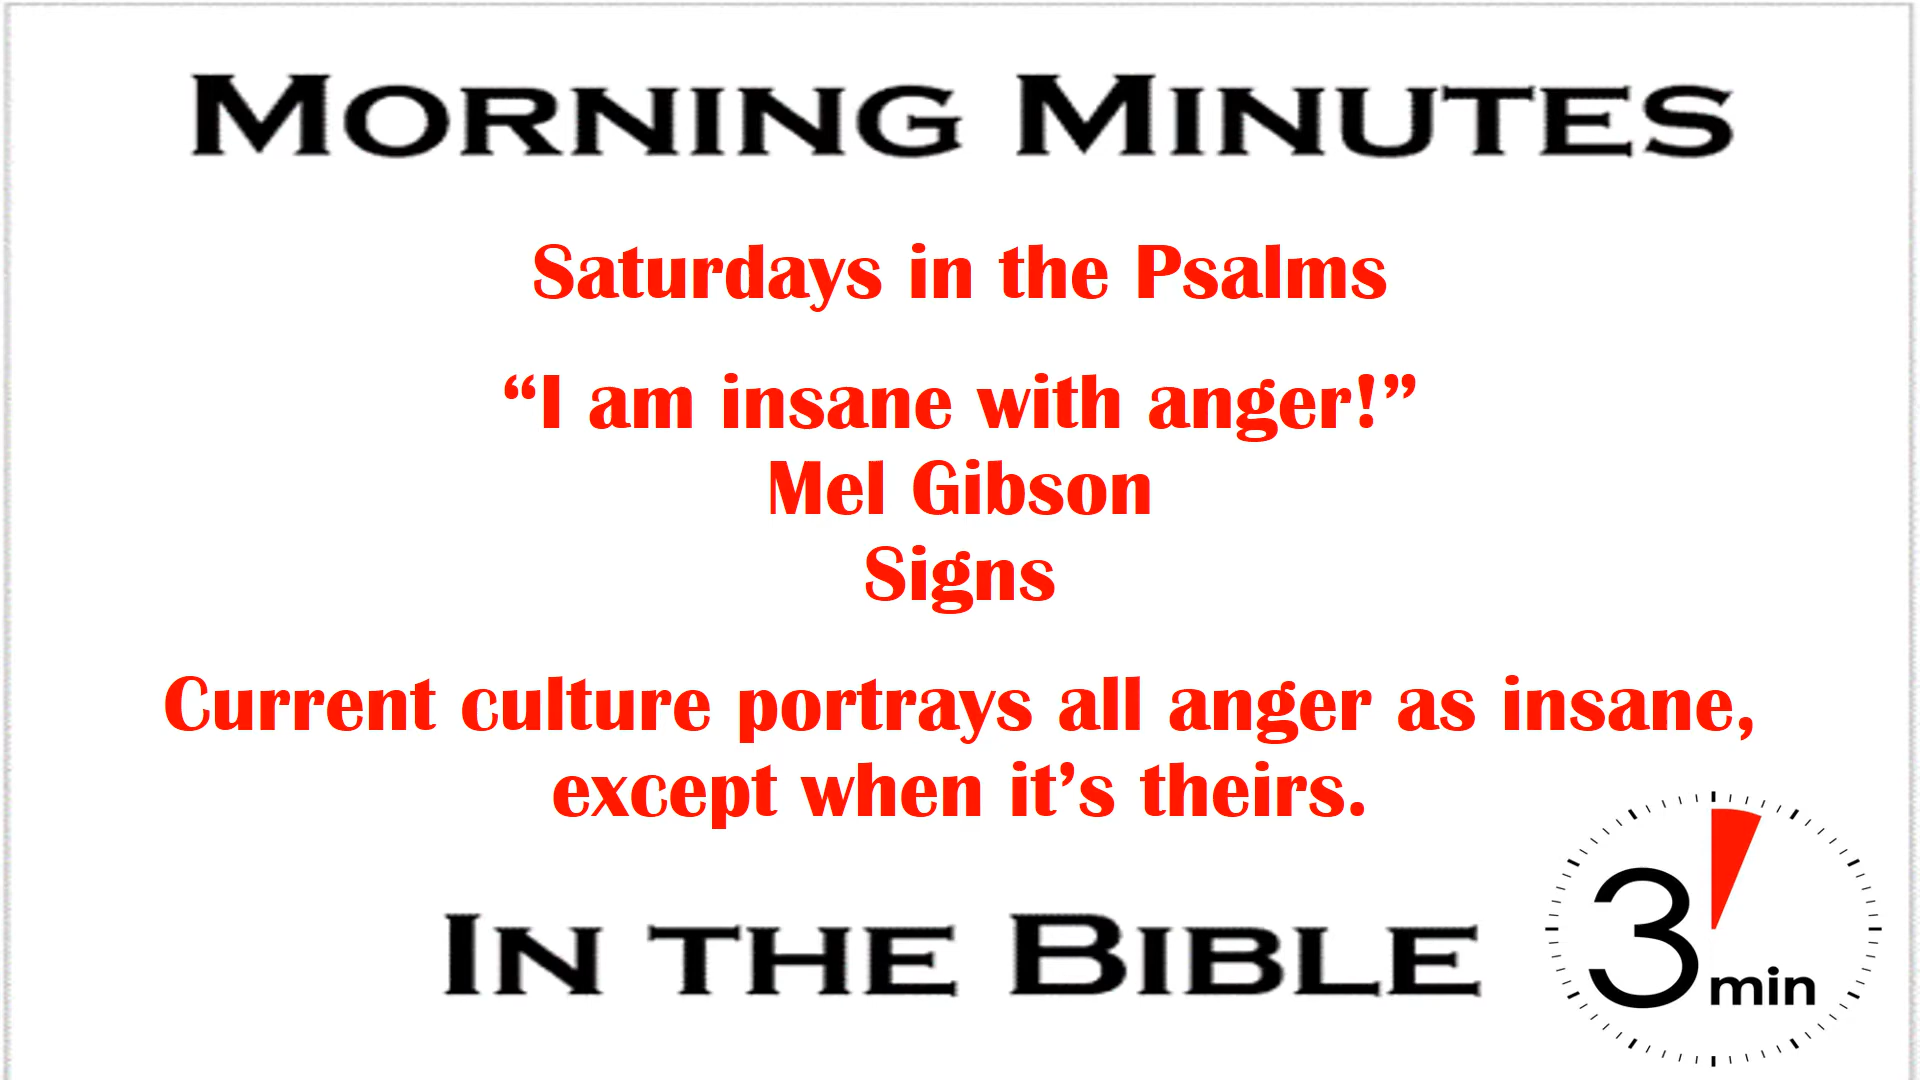 MORNING MINUTES
Saturdays in the Psalms
“I am insane with anger!”
Mel Gibson
Signs
Current culture portrays all anger as insane,
except when it’s theirs.
IN THE BIBLE
3 min